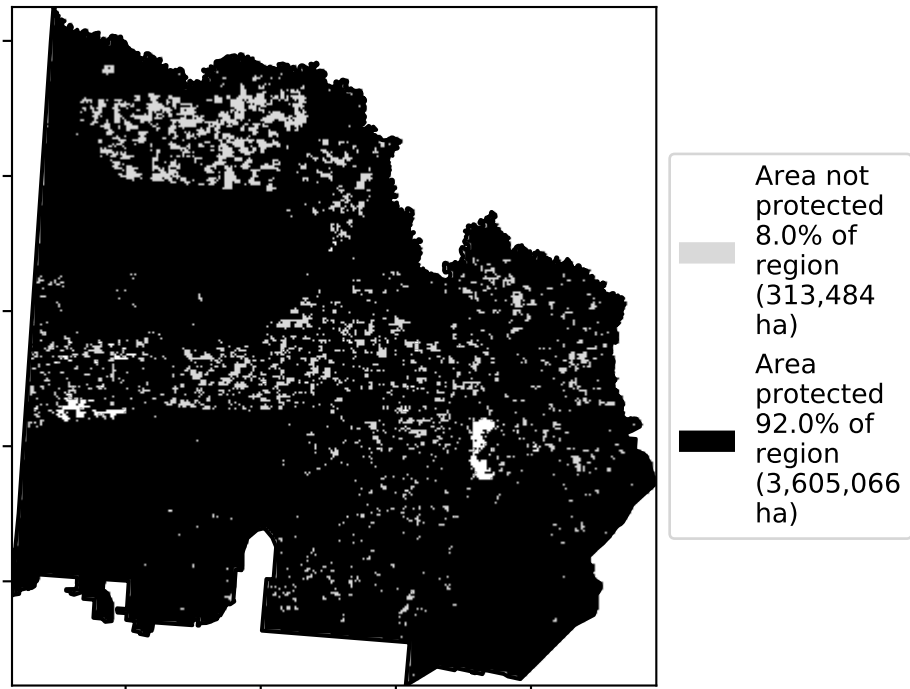 Area not
protected
8.0% of
region
(313,484
ha)
Area
protected
92.0% of
region
(3,605,066
ha)